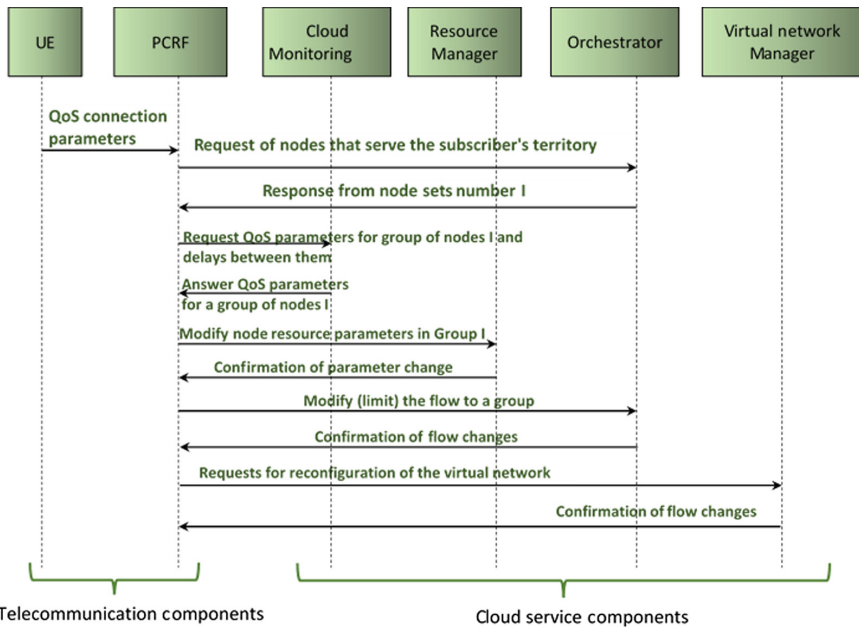 UE
PCRF
Cloud
Monitoring
Resource
Manager
Orchestrator
Virtual network
Manager
QoS connection
parameters
Request of nodes that serve the subscriber's territory
Response from node sets number I
Request QoS parameters for group of nodes I and
delays between them
Answer QoS parameters
for a group of nodes I
Modify node resource parameters in Group I
Confirmation of parameter change
Modify (limit) the flow to a group
Confirmation of flow changes
Requests for reconfiguration of the virtual network
Confirmation of flow changes
Telecommunication components
Cloud service components